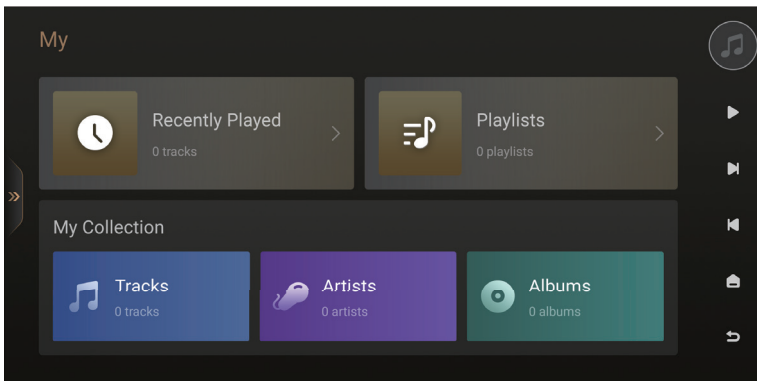 My
Recently Played
0 tracks
Playlists
0 playlists
My Collection
Tracks
0 tracks
Artists
0 artists
Albums
0 albums